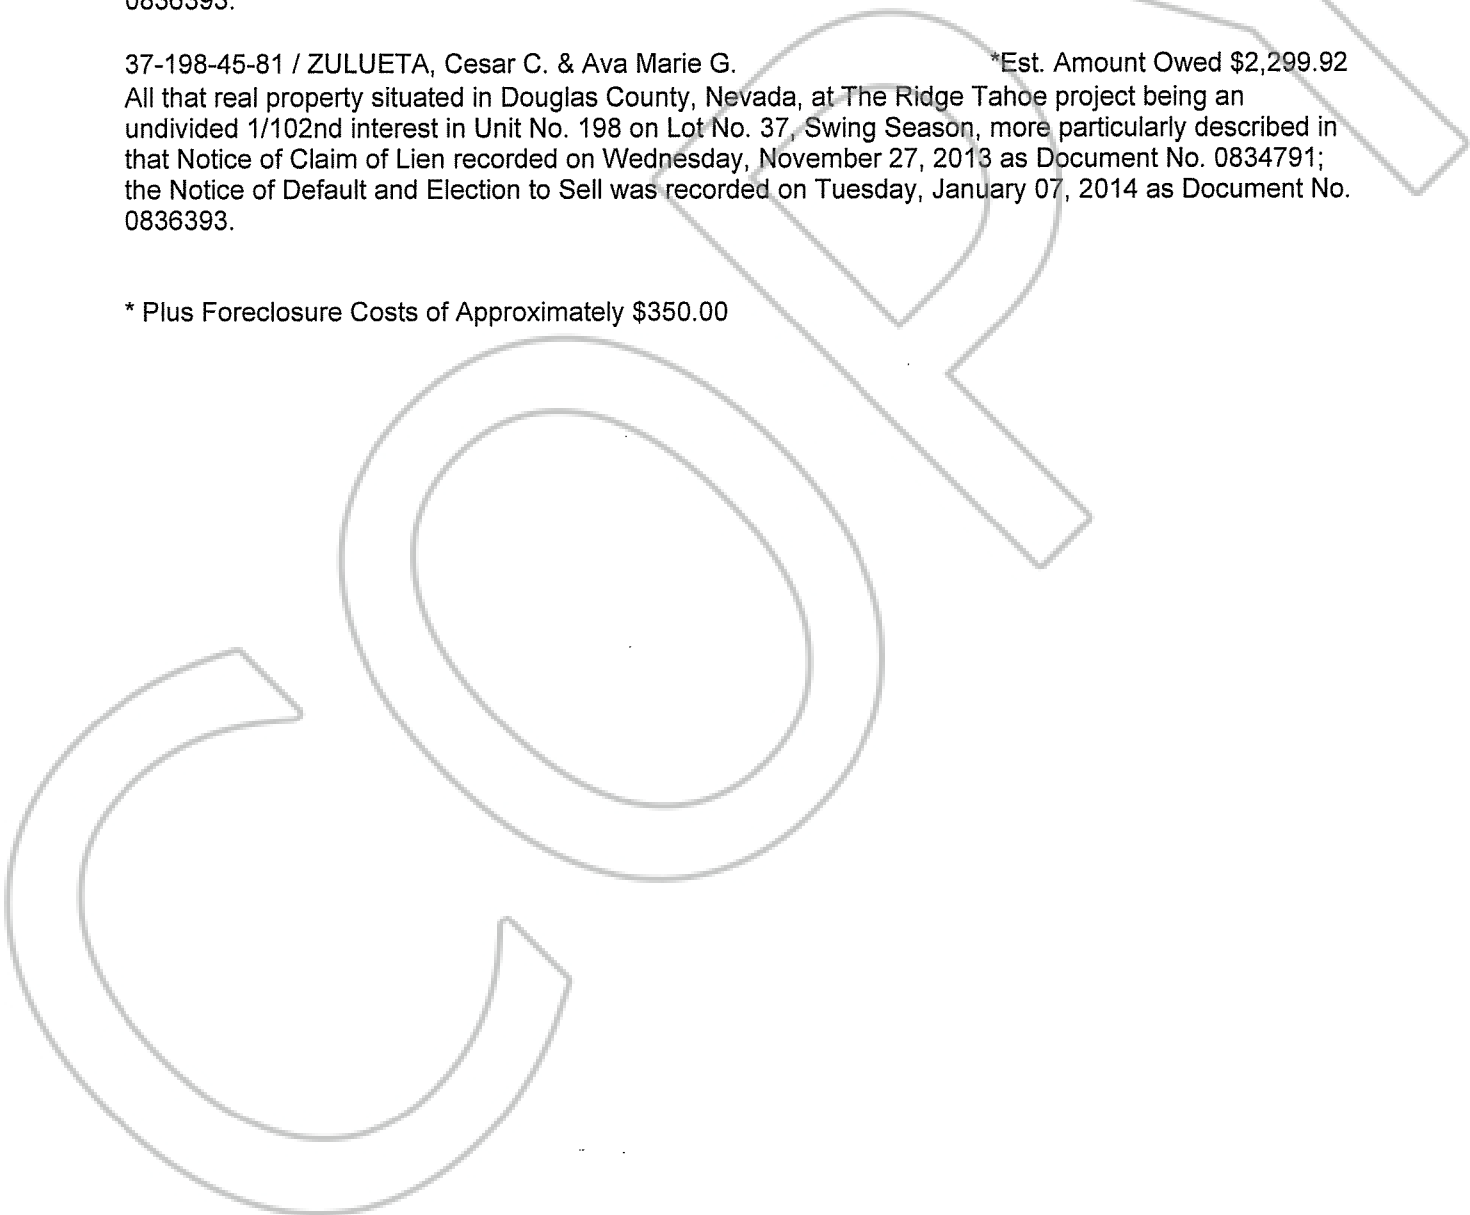 0836393.
37-198-45-81 / ZULUETA, Cesar C. & Ava Marie G. *Est. Amount Owed $2,299.92
All that real property situated in Douglas County, Nevada, at The Ridge Tahoe project being an
undivided 1/102nd interest in Unit No. 198 on Lot No. 37, Swing Season, more particularly described in
that Notice of Claim of Lien recorded on Wednesday, November 27, 2013 as Document No. 0834791;
the Notice of Default and Election to Sell was recorded on Tuesday, January 07, 2014 as Document No.
0836393.
* Plus Foreclosure Costs of Approximately $350.00
COPY